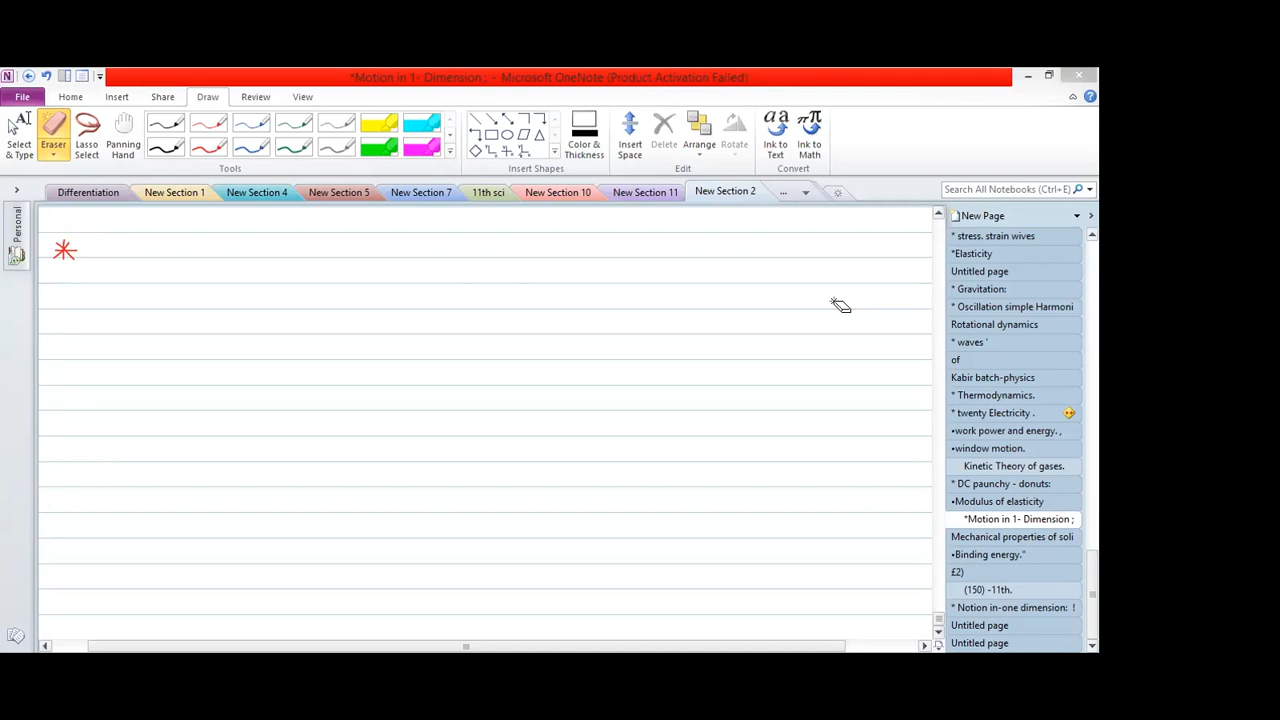 *Motion in 1- Dimension ; - Microsoft OneNote (Product Activation Failed)
File Home Insert Share Draw Review View
Select & Type
Eraser
Lasso Select
Panning Hand
Color & Thickness
Insert Space
Delete
Arrange
Rotate
Ink to Text
Ink to Math
Tools Insert Shapes Edit Convert
Differentiation New Section 1 New Section 4 New Section 5 New Section 7 11th sci New Section 10 New Section 11 New Section 2 ... Search All Notebooks (Ctrl+E)
Personal
New Page
* stress. strain wives
*Elasticity
Untitled page
* Gravitation:
* Oscillation simple Harmoni
Rotational dynamics
* waves '
of
Kabir batch-physics
* Thermodynamics.
* twenty Electricity .
•work power and energy. ,
•window motion.
Kinetic Theory of gases.
* DC paunchy - donuts:
•Modulus of elasticity
*Motion in 1- Dimension ;
Mechanical properties of soli
•Binding energy."
£2)
(150) -11th.
* Notion in-one dimension: !
Untitled page
Untitled page